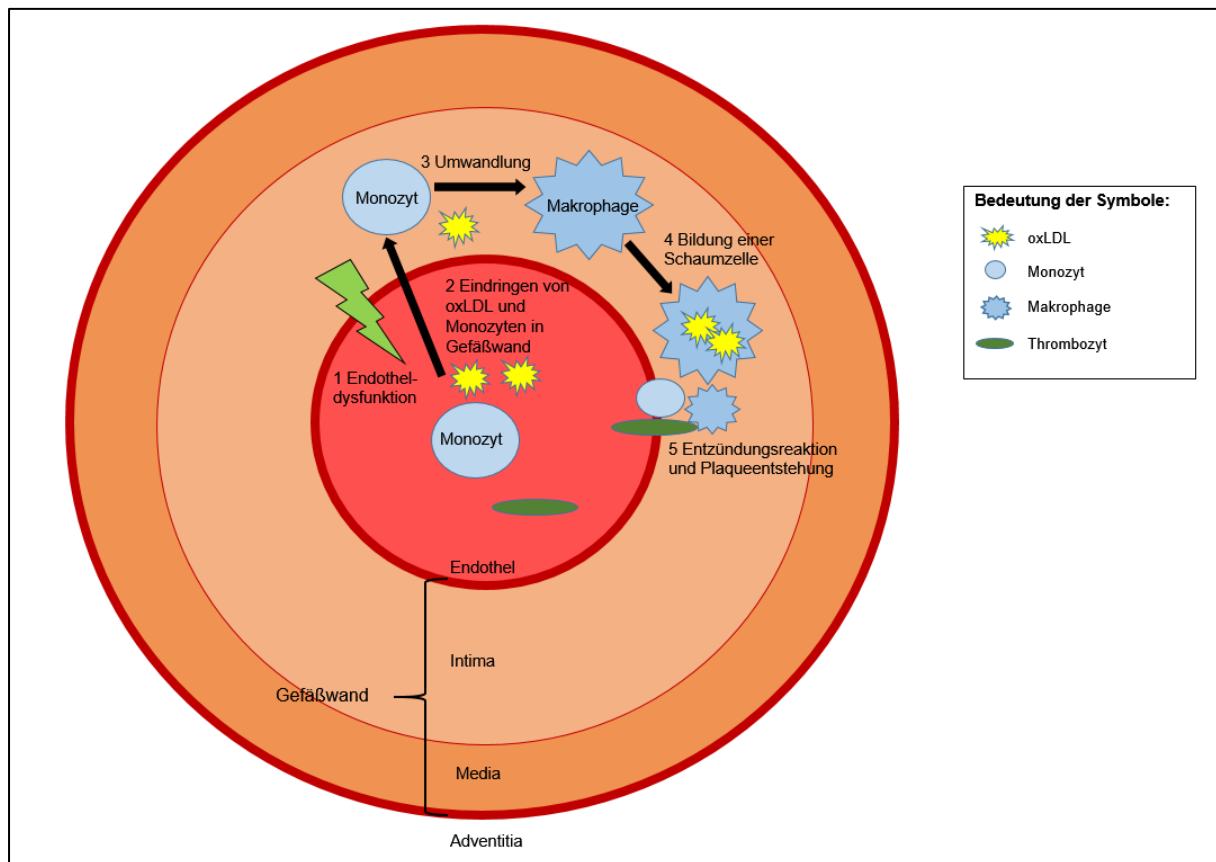 3 Umwandlung
Monozyt
Makrophage
4 Bildung einer
Schaumzelle
2 Eindringen von
oxLDL und
Monozyten in
Gefäßwand
1 Endothel-
dysfunktion
Monozyt
5 Entzündungsreaktion
und Plaqueentstehung
Endothel
Intima
Gefäßwand
Media
Adventitia
Bedeutung der Symbole:
oxLDL
Monozyt
Makrophage
Thrombozyt